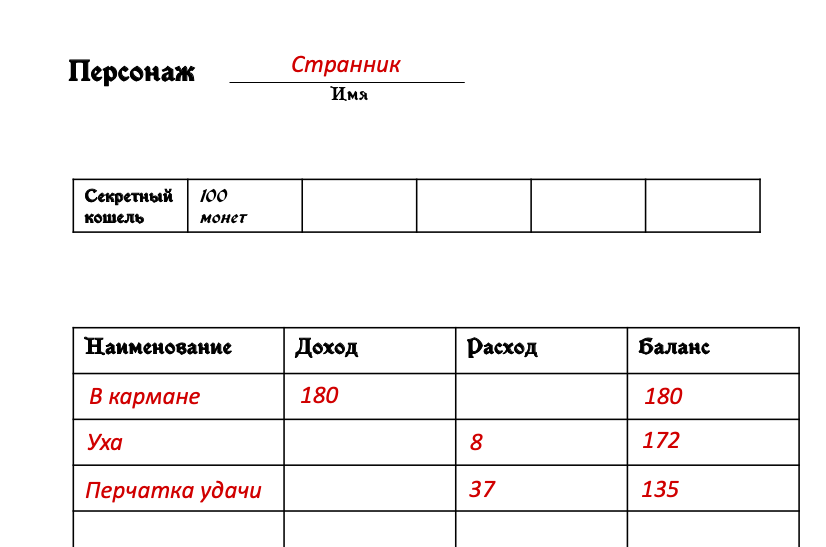 Персонаж Странник
Имя
Секретный 100
кошель монет
Наименование Доход Расход Баланс
В кармане 180 180
Уха 8 172
Перчатка удачи 37 135